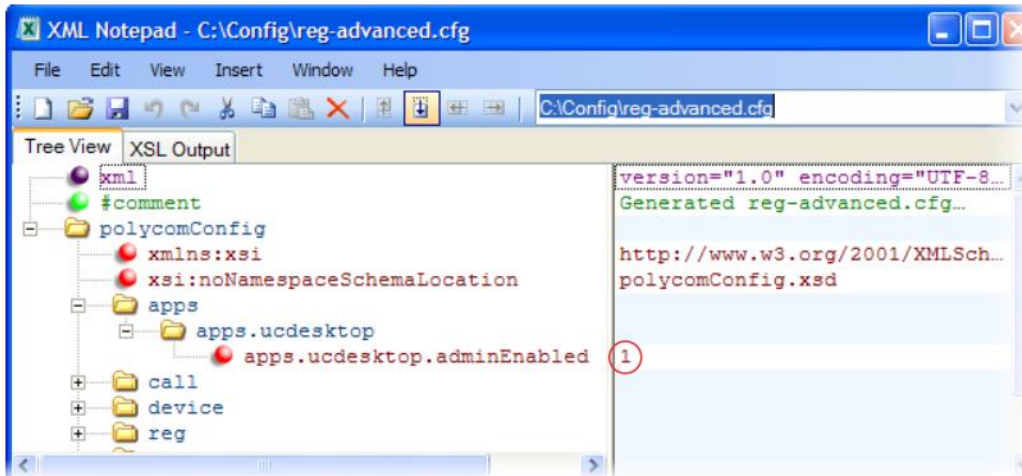 XML Notepad - C:\Config\reg-advanced.cfg
File Edit View Insert Window Help
C:\Config\reg-advanced.cfg
Tree View XSL Output
xml version="1.0" encoding="UTF-8...
#comment Generated reg-advanced.cfg...
polycomConfig
xmlns:xsi http://www.w3.org/2001/XMLSch...
xsi:noNamespaceSchemaLocation polycomConfig.xsd
apps
apps.ucdesktop
apps.ucdesktop.adminEnabled 1
call
device
reg